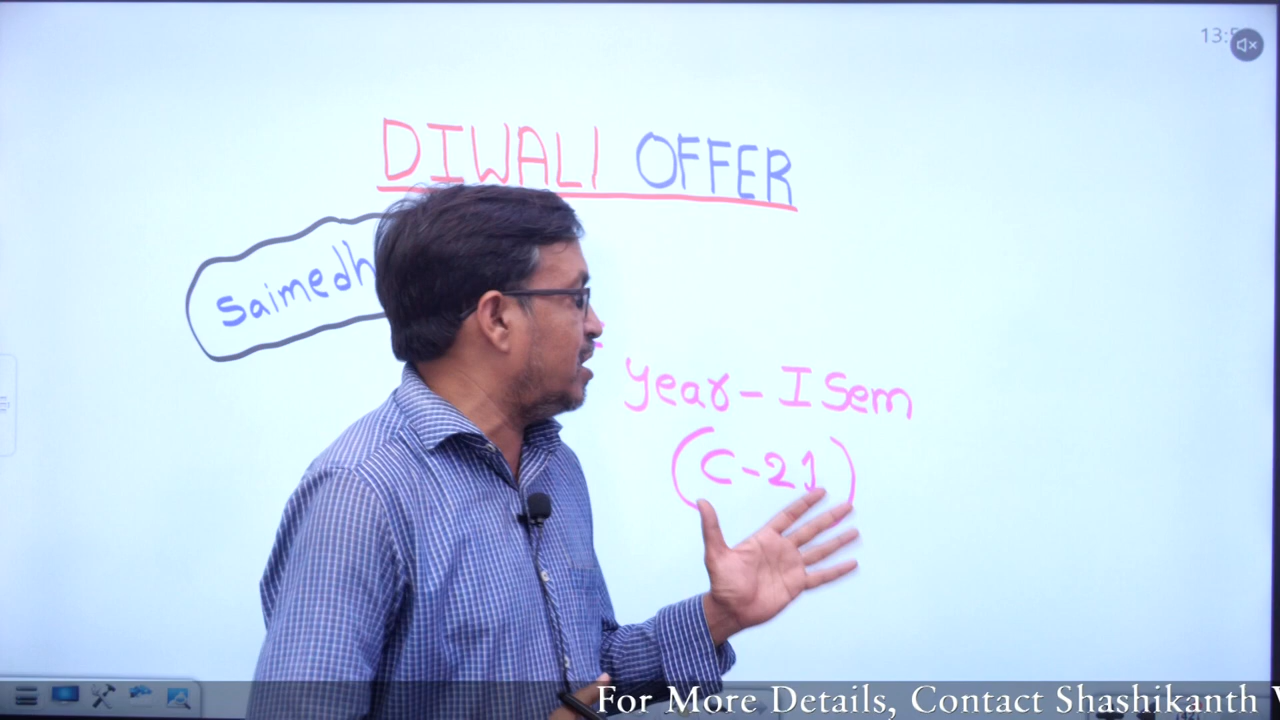 13:5
DIWALI OFFER
Saimedh
year - I Sem
(C-21)
For More Details, Contact Shashikanth